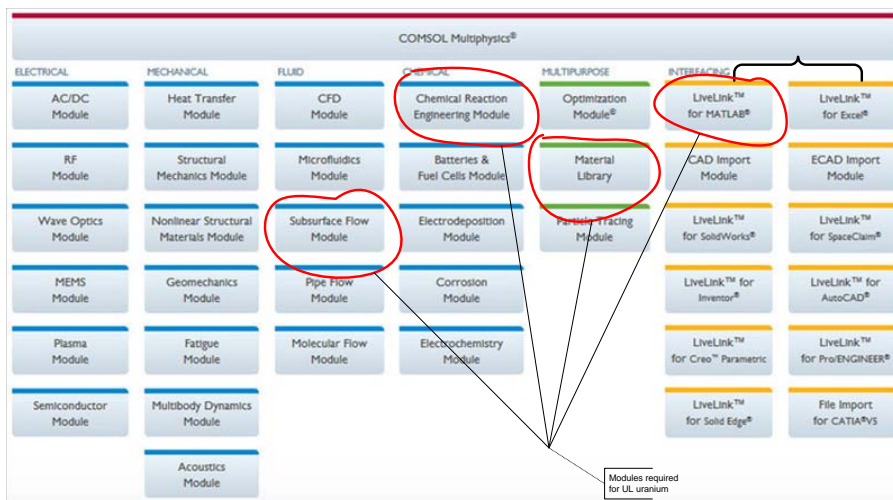 COMSOL Multiphysics®
ELECTRICAL
MECHANICAL
FLUID
CHEMICAL
MULTIPURPOSE
INTERFACING
AC/DC
Module
Heat Transfer
Module
CFD
Module
Chemical Reaction
Engineering Module
Optimization
Module®
LiveLink™
for MATLAB®
LiveLink™
for Excel®
RF
Module
Structural
Mechanics Module
Microfluidics
Module
Batteries &
Fuel Cells Module
Material
Library
CAD Import
Module
ECAD Import
Module
Wave Optics
Module
Nonlinear Structural
Materials Module
Subsurface Flow
Module
Electrodeposition
Module
Particle Tracing
Module
LiveLink™
for SolidWorks®
LiveLink™
for SpaceClaim®
MEMS
Module
Geomechanics
Module
Pipe Flow
Module
Corrosion
Module
LiveLink™ for
Inventor®
LiveLink™ for
AutoCAD®
Plasma
Module
Fatigue
Module
Molecular Flow
Module
Electrochemistry
Module
LiveLink™
for Creo™ Parametric
LiveLink™
for Pro/ENGINEER®
Semiconductor
Module
Multibody Dynamics
Module
LiveLink™
for Solid Edge®
File Import
for CATIA®V5
Acoustics
Module
Modules required
for UL uranium